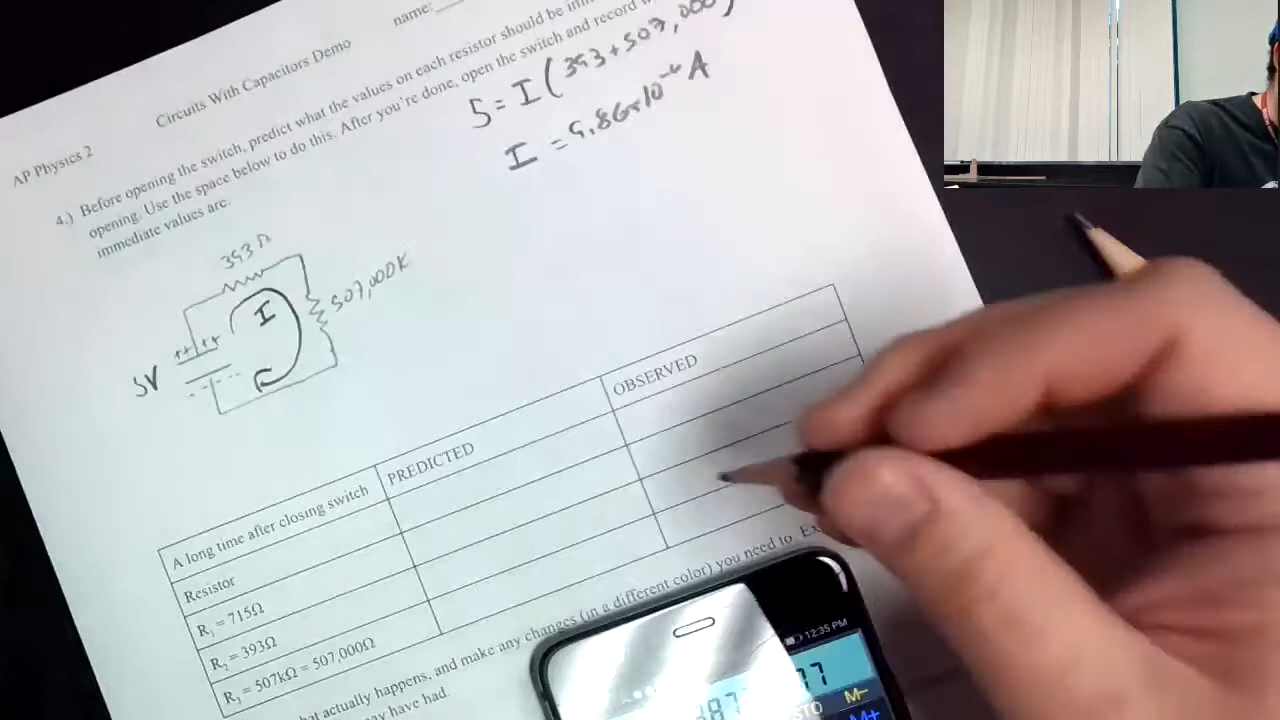 name:
Circuits With Capacitors Demo
AP Physics 2
4.) Before opening the switch, predict what the values on each resistor should be
opening. Use the space below to do this. After you're done, open the switch and record
immediate values are.
5 = I (393+507,000)
I = 9.86×10⁻⁶ A
393 Ω
I
507,000K
++ ++
5V
PREDICTED
OBSERVED
A long time after closing switch
Resistor
R₁ = 715Ω
R₂ = 393Ω
R₃ = 507kΩ = 507,000Ω
what actually happens, and make any changes (in a different color) you need to
may have had.
12:35 PM
STO
M-
M+